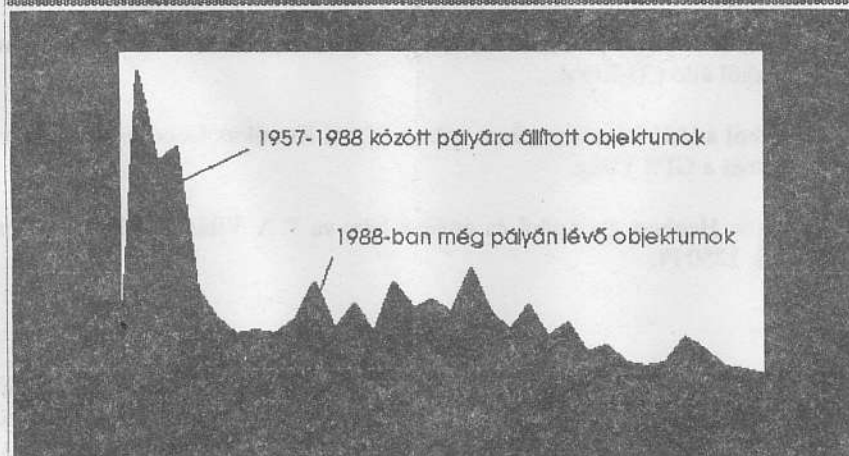 1957-1988 között pályára állított objektumok
1988-ban még pályán lévő objektumok